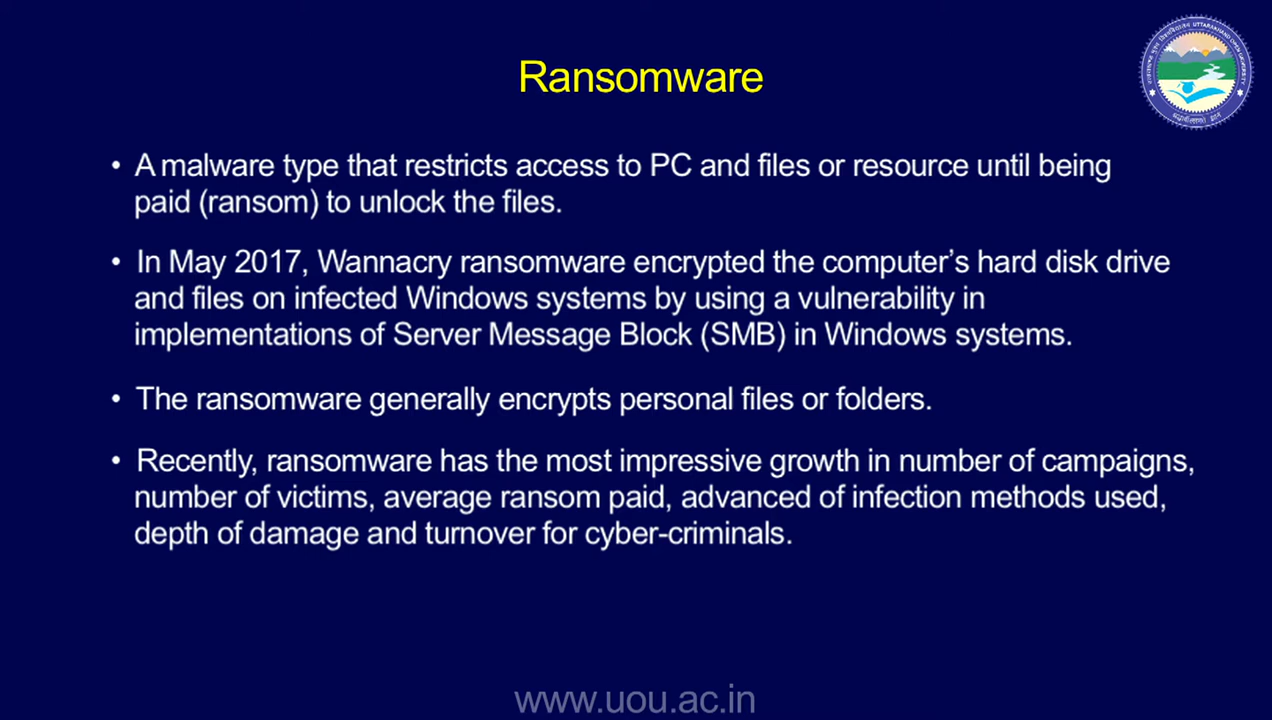 Ransomware
UTTARAKHAND OPEN UNIVERSITY
• A malware type that restricts access to PC and files or resource until being
paid (ransom) to unlock the files.
• In May 2017, Wannacry ransomware encrypted the computer's hard disk drive
and files on infected Windows systems by using a vulnerability in
implementations of Server Message Block (SMB) in Windows systems.
• The ransomware generally encrypts personal files or folders.
• Recently, ransomware has the most impressive growth in number of campaigns,
number of victims, average ransom paid, advanced of infection methods used,
depth of damage and turnover for cyber-criminals.
www.uou.ac.in